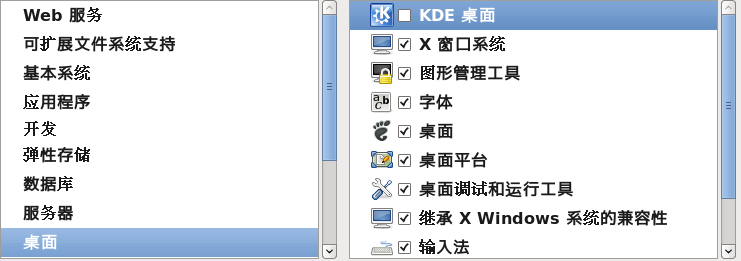 Web 服务
可扩展文件系统支持
基本系统
应用程序
开发
弹性存储
数据库
服务器
桌面
KDE 桌面
X 窗口系统
图形管理工具
字体
桌面
桌面平台
桌面调试和运行工具
继承 X Windows 系统的兼容性
输入法